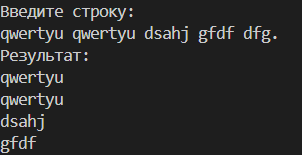 Введите строку:
qwertyu qwertyu dsahj gfdf dfg.
Результат:
qwertyu
qwertyu
dsahj
gfdf